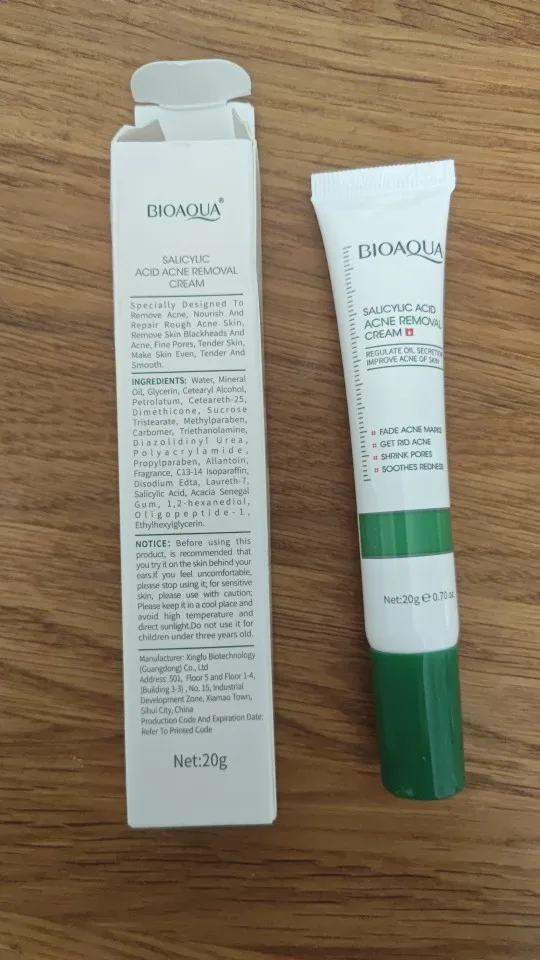 BIOAQUA®
SALICYLIC
ACID ACNE REMOVAL
CREAM
Specially Designed To
Remove Acne, Nourish And
Repair Rough Acne Skin,
Remove Skin Blackheads And
Acne, Fine Pores, Tender Skin,
Make Skin Even, Tender And
Smooth.
INGREDIENTS: Water, Mineral
Oil, Glycerin, Cetearyl Alcohol,
Petrolatum, Ceteareth-25,
Dimethicone, Sucrose
Tristearate, Methylparaben,
Carbomer, Triethanolamine,
Diazolidinyl Urea,
Polyacrylamide,
Propylparaben, Allantoin,
Fragrance, C13-14 Isoparaffin,
Disodium Edta, Laureth-7,
Salicylic Acid, Acacia Senegal
Gum, 1,2-hexanediol,
Oligopeptide-1,
Ethylhexylglycerin.
NOTICE: Before using this
product, is recommended that
you try it on the skin behind your
ears.if you feel uncomfortable,
please stop using it; for sensitive
skin, please use with caution;
Please keep it in a cool place and
avoid high temperature and
direct sunlight.Do not use it for
children under three years old.
Manufacturer: Xingfu Biotechnology
(Guangdong) Co., Ltd
Address: 501, Floor 5 and Floor 1-4,
(Building 3-3) , No. 15, Industrial
Development Zone, Xiamao Town,
Sihui City, China
Production Code And Expiration Date:
Refer To Printed Code
Net:20g
BIOAQUA
SALICYLIC ACID
ACNE REMOVAL
CREAM
REGULATE OIL SECRETION
IMPROVE ACNE OF SKIN
FADE ACNE MARKS
GET RID ACNE
SHRINK PORES
SOOTHES REDNESS
Net:20g ℮ 0.70 oz